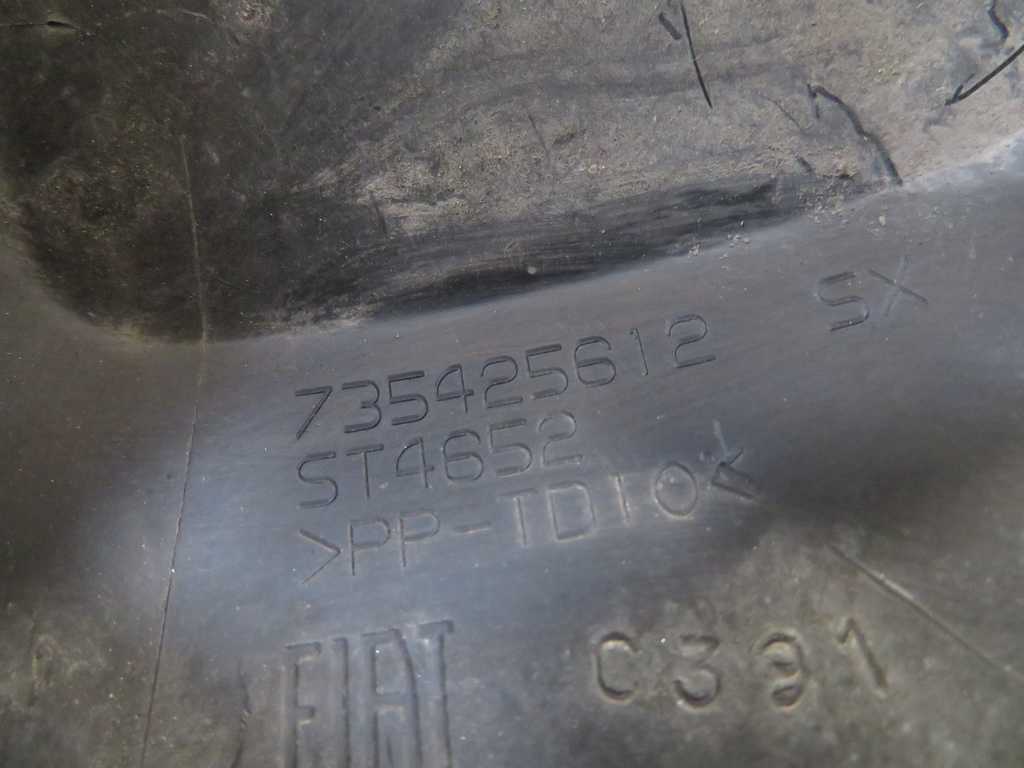 735425612 SX
ST4652
>PP-TD10<
FIAT C391